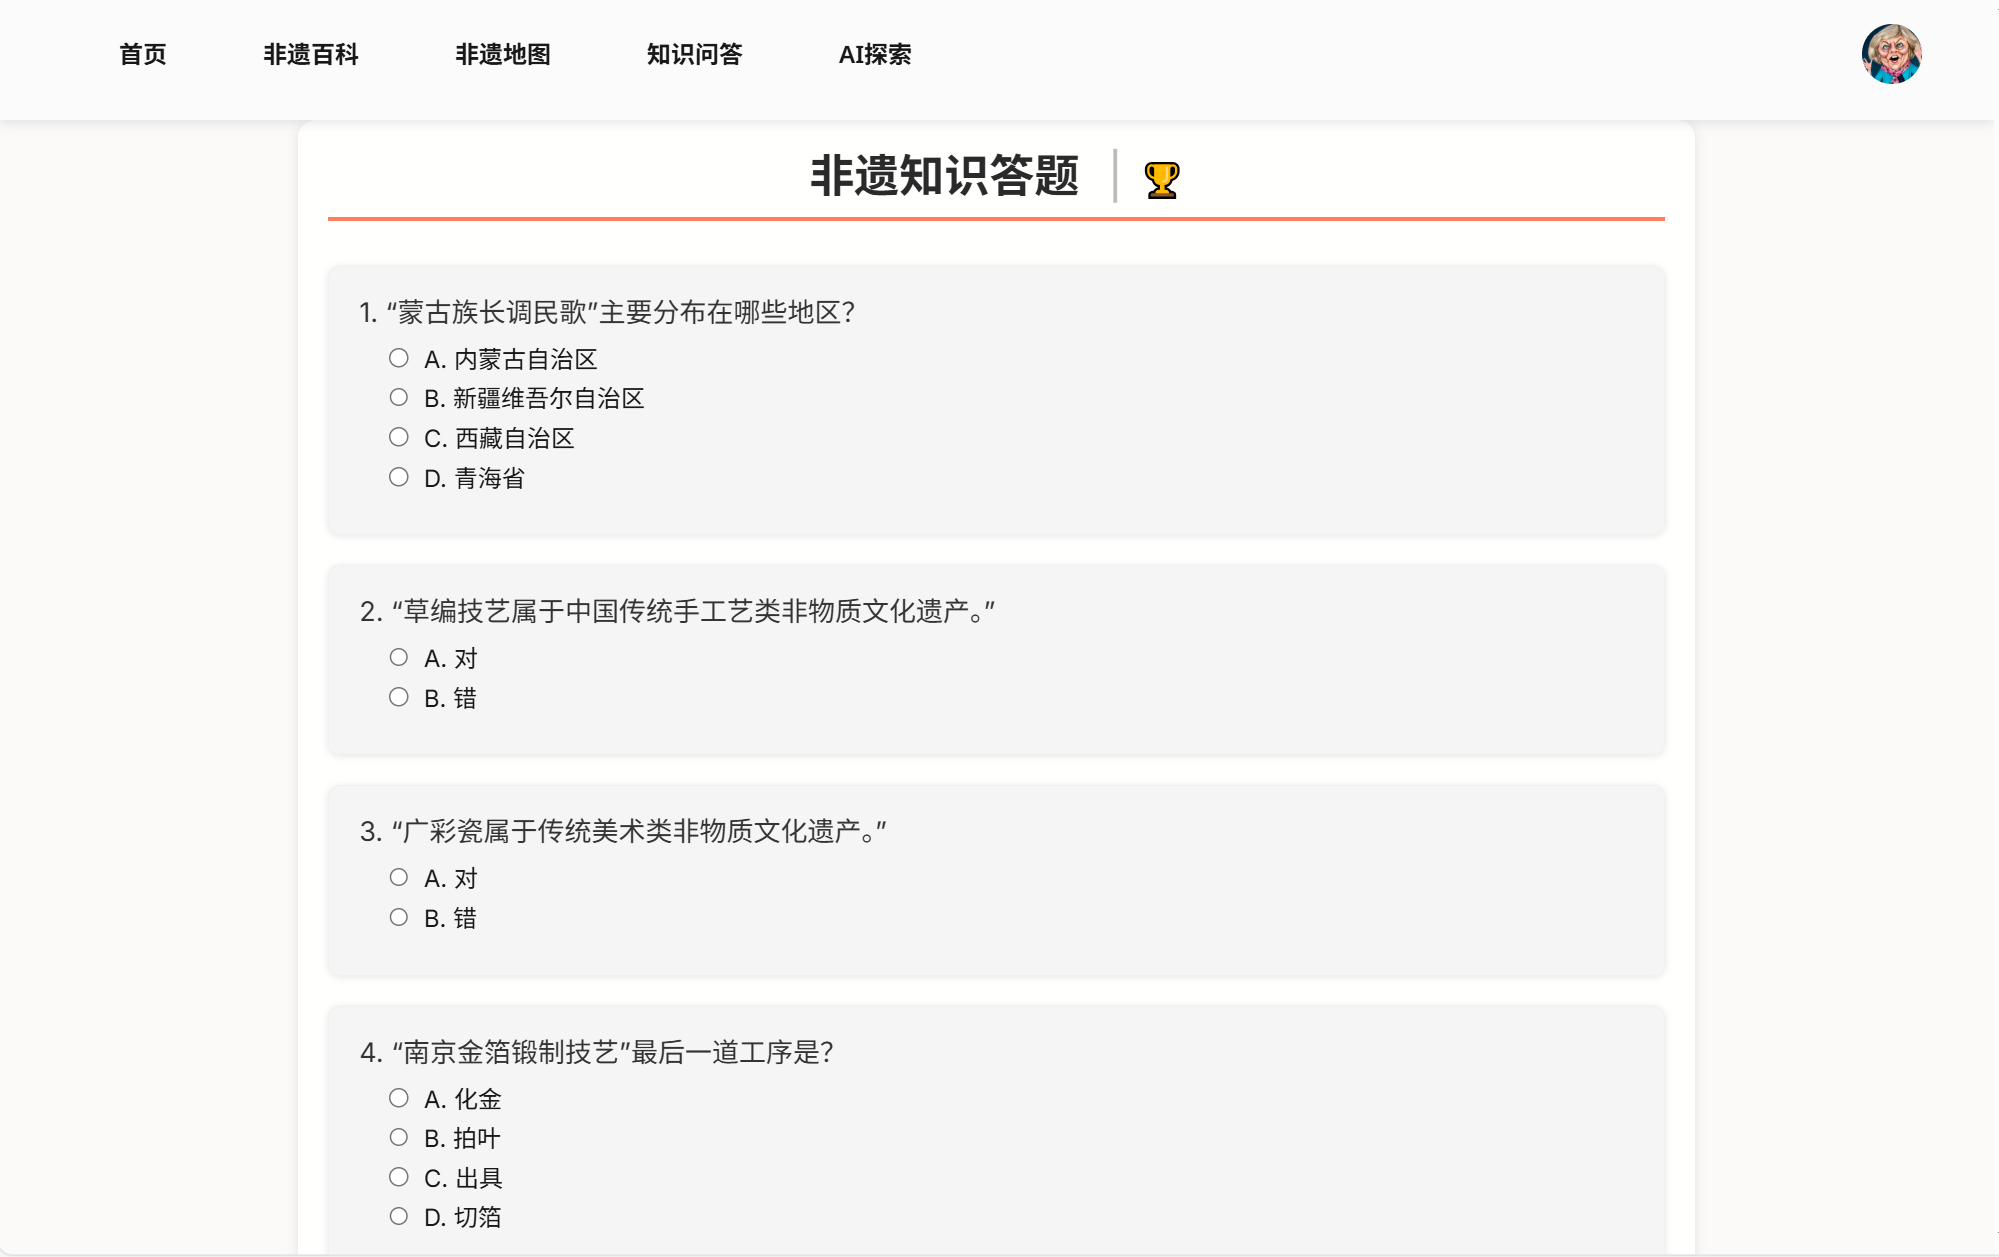 首页 非遗百科 非遗地图 知识问答 AI探索
非遗知识答题
1. “蒙古族长调民歌”主要分布在哪些地区？
A. 内蒙古自治区
B. 新疆维吾尔自治区
C. 西藏自治区
D. 青海省
2. “草编技艺属于中国传统手工艺类非物质文化遗产。”
A. 对
B. 错
3. “广彩瓷属于传统美术类非物质文化遗产。”
A. 对
B. 错
4. “南京金箔锻制技艺”最后一道工序是？
A. 化金
B. 拍叶
C. 出具
D. 切箔